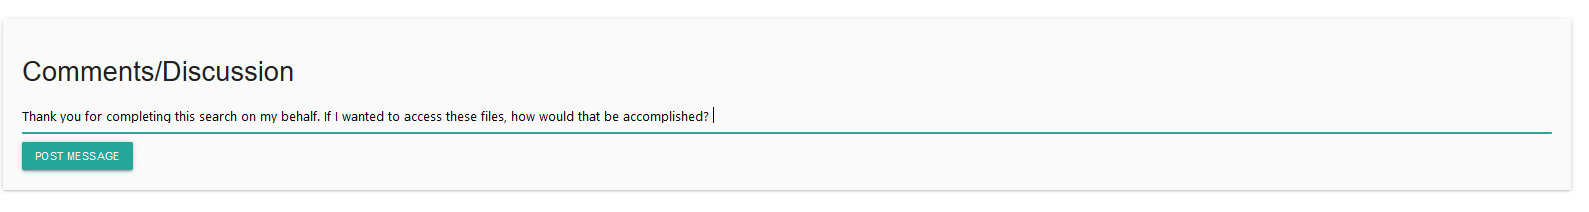 Comments/Discussion
Thank you for completing this search on my behalf. If I wanted to access these files, how would that be accomplished?
POST MESSAGE